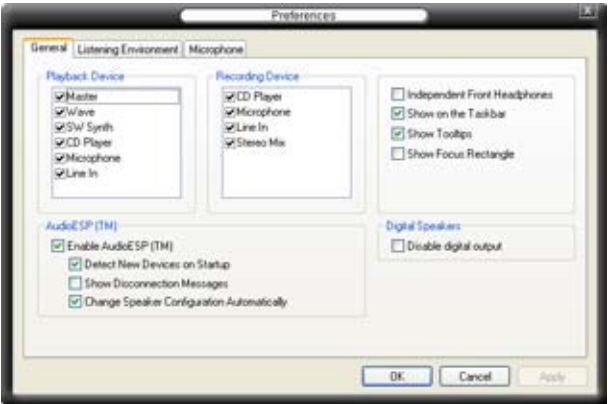 Preferences
X
General Listening Environment Microphone
Playback Device
Master
Wave
SW Synth
CD Player
Microphone
Line In
Recording Device
CD Player
Microphone
Line In
Stereo Mix
Independent Front Headphones
Show on the Taskbar
Show Tooltips
Show Focus Rectangle
AudioESP (TM)
Enable AudioESP (TM)
Detect New Devices on Startup
Show Disconnection Messages
Change Speaker Configuration Automatically
Digital Speakers
Disable digital output
OK Cancel Apply